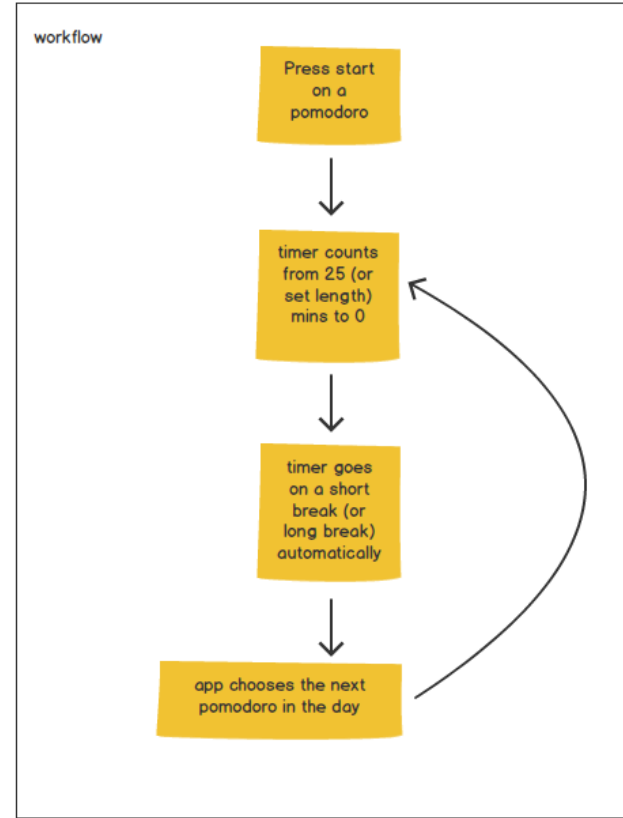 workflow
Press start
on a
pomodoro
timer counts
from 25 (or
set length)
mins to 0
timer goes
on a short
break (or
long break)
automatically
app chooses the next
pomodoro in the day